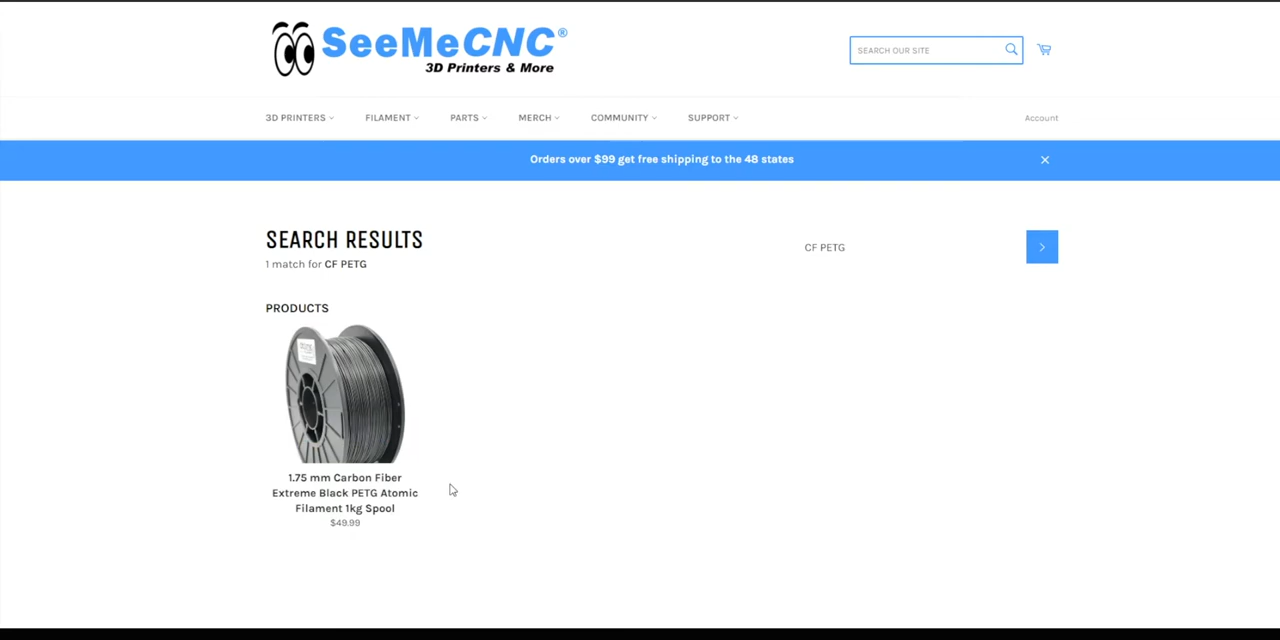 SeeMeCNC®
3D Printers & More
SEARCH OUR SITE
3D PRINTERS
FILAMENT
PARTS
MERCH
COMMUNITY
SUPPORT
Account
Orders over $99 get free shipping to the 48 states
SEARCH RESULTS
1 match for CF PETG
CF PETG
PRODUCTS
1.75 mm Carbon Fiber
Extreme Black PETG Atomic
Filament 1kg Spool
$49.99